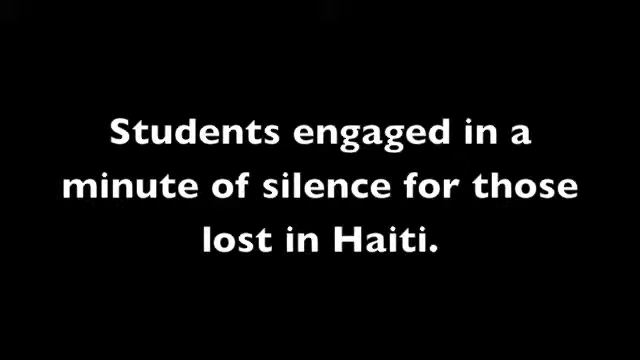 Students engaged in a
minute of silence for those
lost in Haiti.